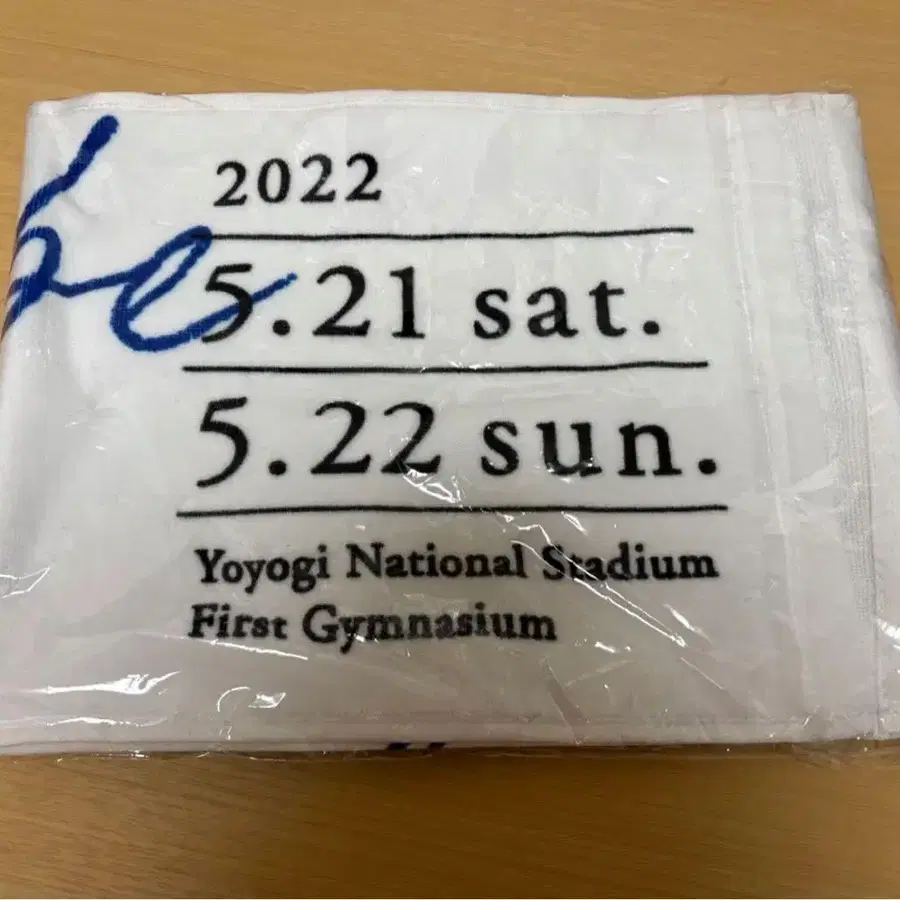 2022
5.21 sat.
5.22 sun.
Yoyogi National Stadium
First Gymnasium